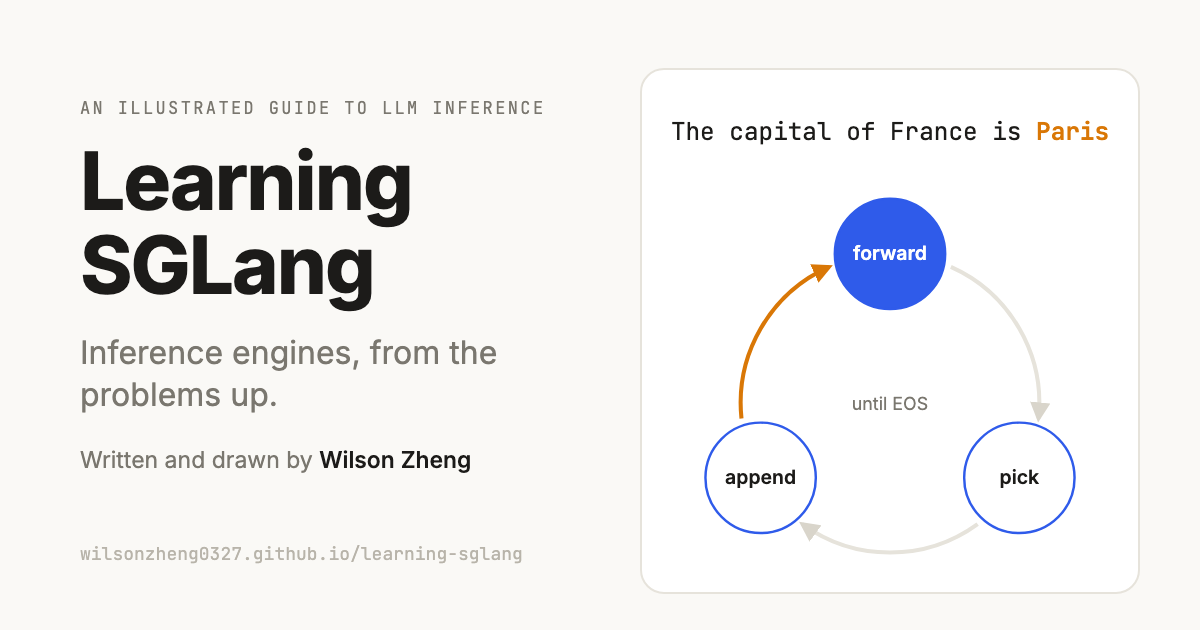 AN ILLUSTRATED GUIDE TO LLM INFERENCE
Learning
SGLang
Inference engines, from the
problems up.
Written and drawn by Wilson Zheng
wilsonzheng0327.github.io/learning-sglang
The capital of France is Paris
forward
until EOS
append
pick